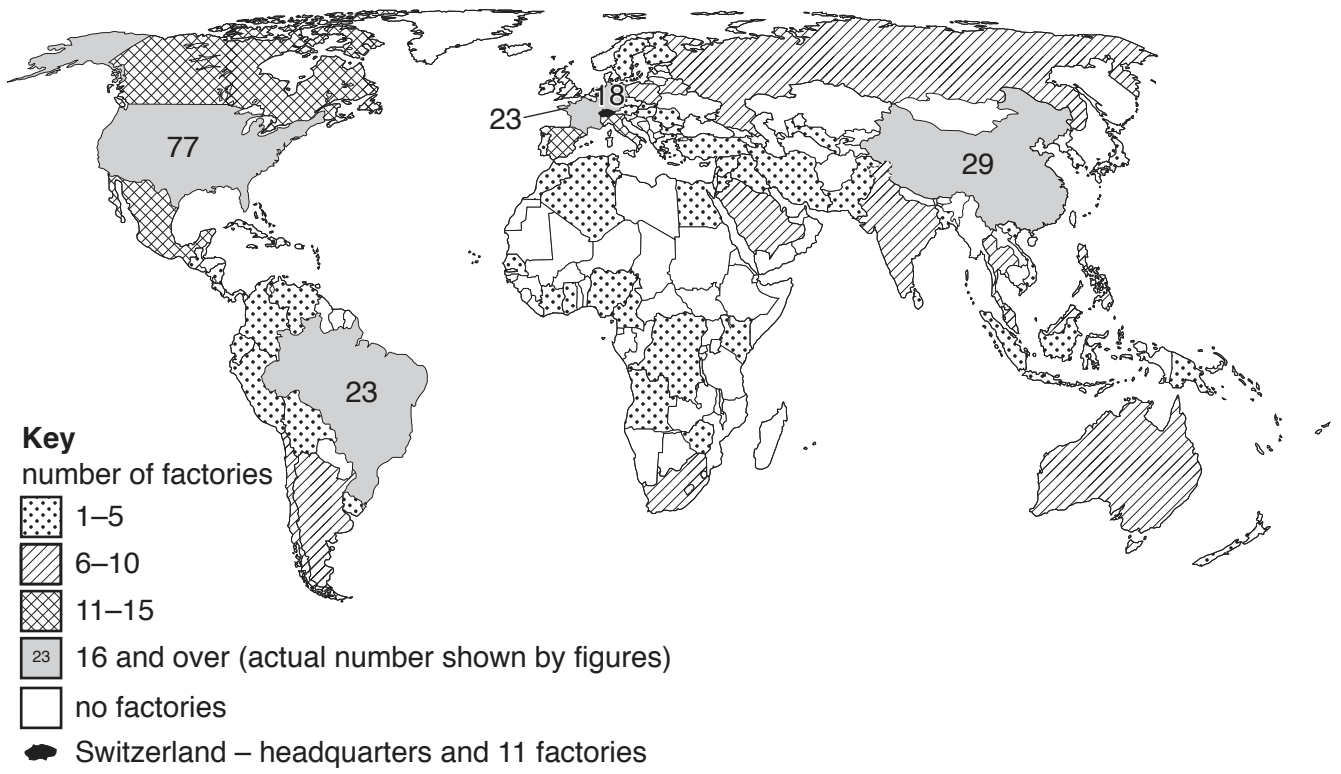 18
23
77
29
23
Key
number of factories
1–5
6–10
11–15
23 16 and over (actual number shown by figures)
no factories
Switzerland – headquarters and 11 factories